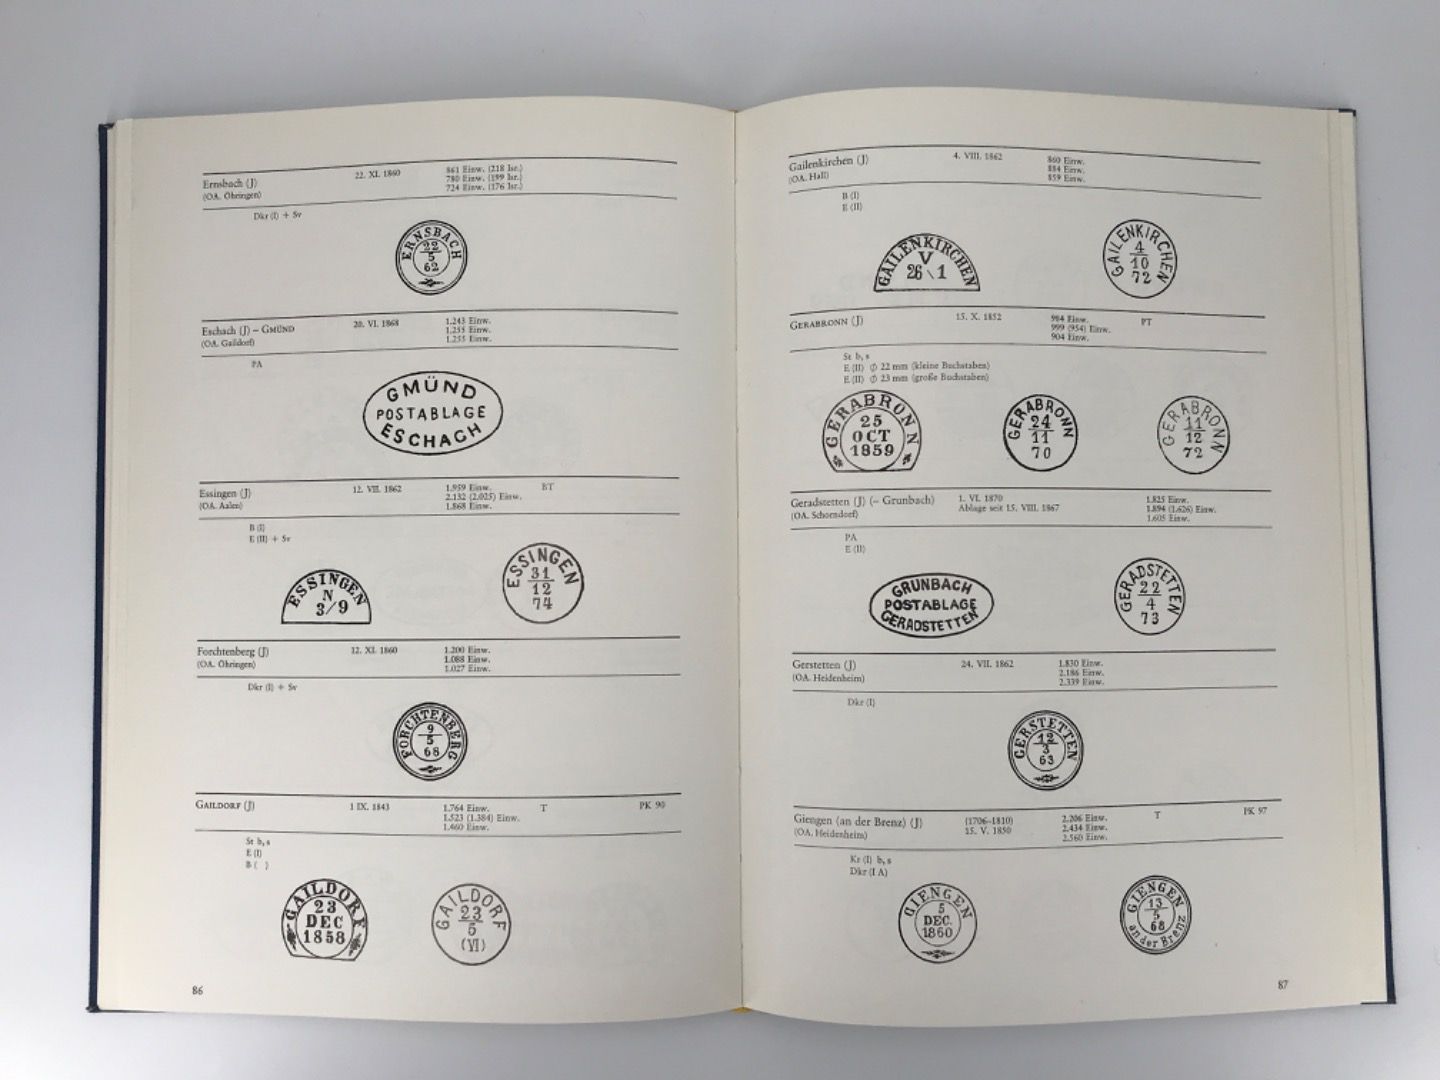 Ernsbach (J) 22. XI. 1860 861 Einw. (218 Isr.)
(OA. Öhringen) 780 Einw. (199 Isr.)
724 Einw. (176 Isr.)
Dkr (I) + Sv
ERNSBACH
22
5
62
Eschach (J) – GMÜND 20. VI. 1868 1.243 Einw.
(OA. Gaildorf) 1.255 Einw.
1.255 Einw.
PA
GMÜND
POSTABLAGE
ESCHACH
Essingen (J) 12. VII. 1862 1.959 Einw. BT
(OA. Aalen) 2.132 (2.025) Einw.
1.868 Einw.
B (I)
E (II) + Sv
ESSINGEN
N
3/9
ESSINGEN
31
12
74
Forchtenberg (J) 12. XI. 1860 1.200 Einw.
(OA. Öhringen) 1.088 Einw.
1.027 Einw.
Dkr (I) + Sv
FORCHTENBERG
9
5
68
GAILDORF (J) 1 IX. 1843 1.764 Einw. T PK 90
1.523 (1.384) Einw.
1.460 Einw.
St b, s
E (I)
B ( )
GAILDORF
23
DEC
1858
GAILDORF
23
5
(VI)
86
Gailenkirchen (J) 4. VIII. 1862 860 Einw.
(OA. Hall) 884 Einw.
859 Einw.
B (I)
E (II)
GAILENKIRCHEN
V
26 \ 1
GAILENKIRCHEN
4
10
72
GERABRONN (J) 15. X. 1852 984 Einw. PT
999 (954) Einw.
904 Einw.
St b, s
E (II) ∅ 22 mm (kleine Buchstaben)
E (II) ∅ 23 mm (große Buchstaben)
GERABRONN
25
OCT
1859
GERABRONN
24
11
70
GERABRONN
11
12
72
Geradstetten (J) (– Grunbach) 1. VI. 1870 1.825 Einw.
(OA. Schorndorf) Ablage seit 15. VIII. 1867 1.894 (1.626) Einw.
1.605 Einw.
PA
E (II)
GRUNBACH
POSTABLAGE
GERADSTETTEN
GERADSTETTEN
22
4
73
Gerstetten (J) 24. VII. 1862 1.830 Einw.
(OA. Heidenheim) 2.186 Einw.
2.339 Einw.
Dkr (I)
GERSTETTEN
12
3
63
Giengen (an der Brenz) (J) (1706–1810) 2.206 Einw. T PK 97
(OA. Heidenheim) 15. V. 1850 2.434 Einw.
2.560 Einw.
Kr (I) b, s
Dkr (I A)
GIENGEN
5
DEC.
1860
GIENGEN
13
5
68
an der Brenz
87